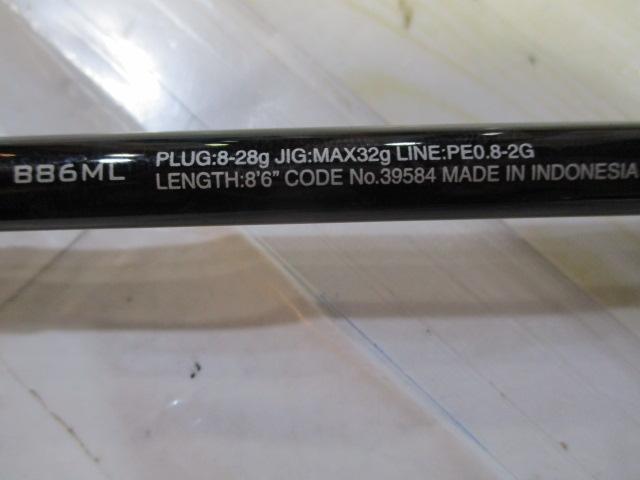 B86ML
PLUG:8-28g JIG:MAX32g LINE:PE0.8-2G
LENGTH:8'6" CODE No.39584 MADE IN INDONESIA